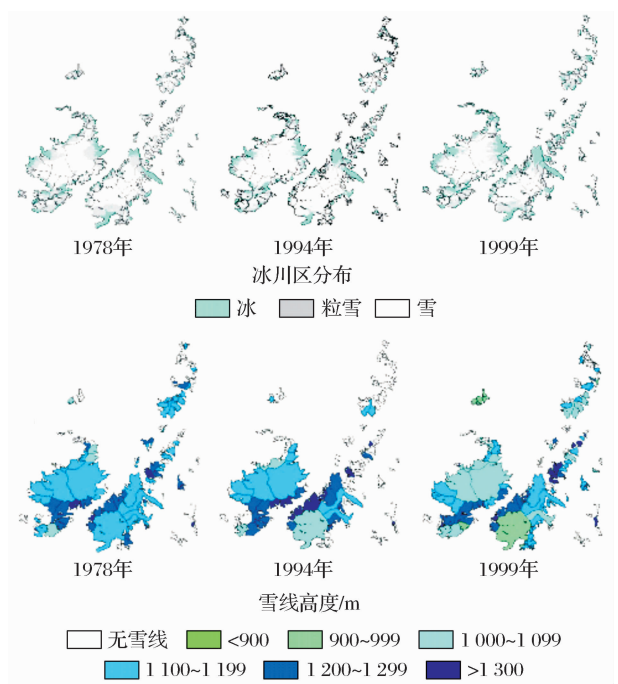 1978年 1994年 1999年
冰川区分布
冰 粒雪 雪
1978年 1994年 1999年
雪线高度/m
无雪线 <900 900~999 1 000~1 099
1 100~1 199 1 200~1 299 >1 300